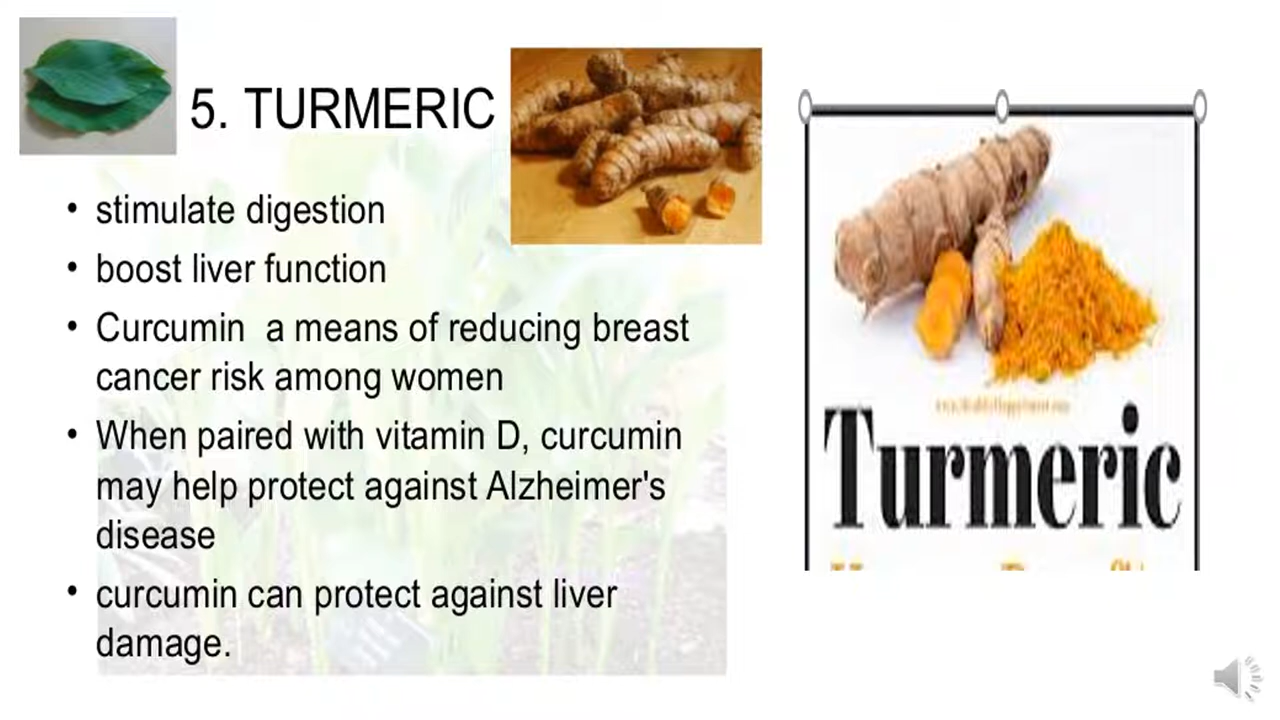 5. TURMERIC
• stimulate digestion
• boost liver function
• Curcumin a means of reducing breast
cancer risk among women
• When paired with vitamin D, curcumin
may help protect against Alzheimer's
disease
• curcumin can protect against liver
damage.
Turmeric